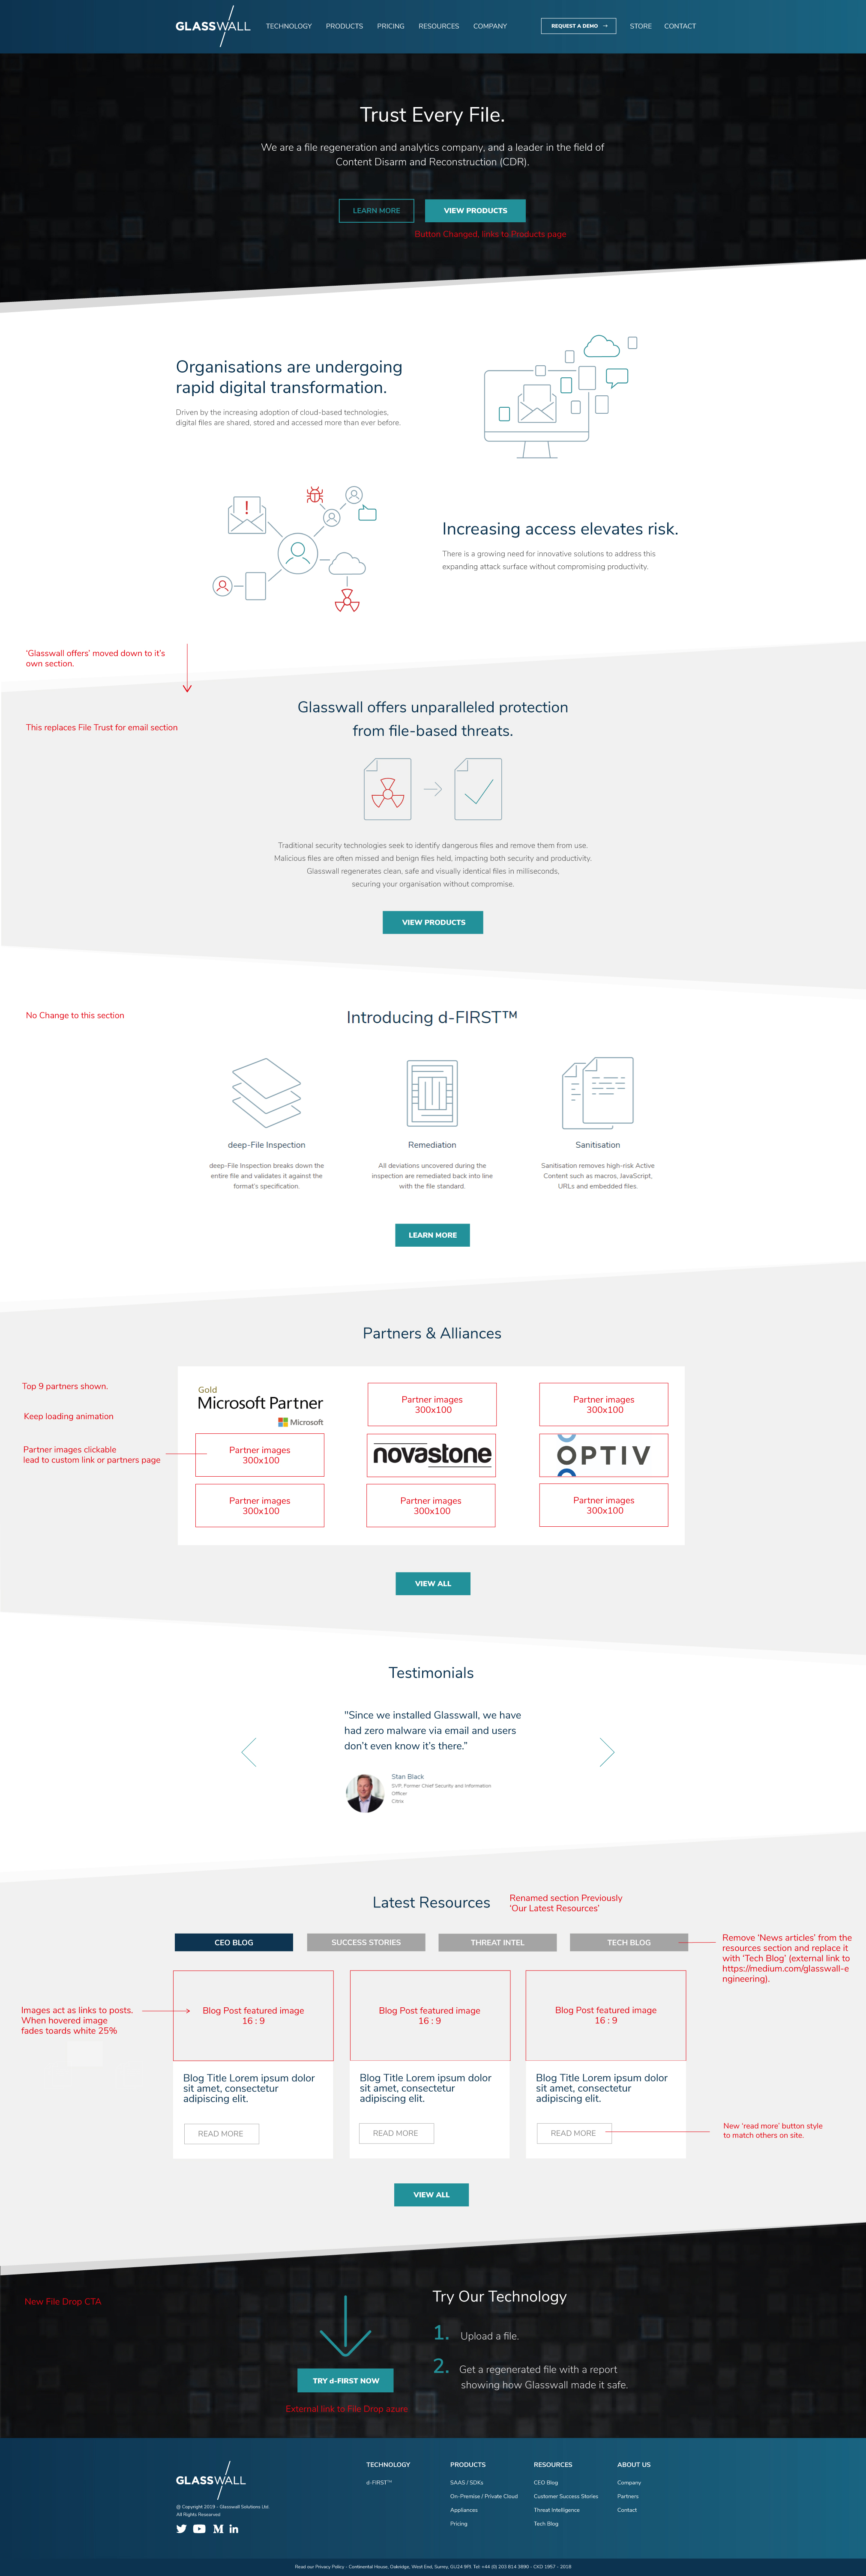 GLASSWALL
TECHNOLOGY PRODUCTS PRICING RESOURCES COMPANY
REQUEST A DEMO →
STORE CONTACT
Trust Every File.
We are a file regeneration and analytics company, and a leader in the field of
Content Disarm and Reconstruction (CDR).
LEARN MORE
VIEW PRODUCTS
Button Changed, links to Products page
Organisations are undergoing
rapid digital transformation.
Driven by the increasing adoption of cloud-based technologies,
digital files are shared, stored and accessed more than ever before.
!
Increasing access elevates risk.
There is a growing need for innovative solutions to address this
expanding attack surface without compromising productivity.
‘Glasswall offers’ moved down to it’s
own section.
This replaces File Trust for email section
Glasswall offers unparalleled protection
from file-based threats.
Traditional security technologies seek to identify dangerous files and remove them from use.
Malicious files are often missed and benign files held, impacting both security and productivity.
Glasswall regenerates clean, safe and visually identical files in milliseconds,
securing your organisation without compromise.
VIEW PRODUCTS
No Change to this section
Introducing d-FIRST™
deep-File Inspection
deep-File Inspection breaks down the
entire file and validates it against the
format's specification.
Remediation
All deviations uncovered during the
inspection are remediated back into line
with the file standard.
Sanitisation
Sanitisation removes high-risk Active
Content such as macros, JavaScript,
URLs and embedded files.
LEARN MORE
Partners & Alliances
Top 9 partners shown.
Keep loading animation
Partner images clickable
lead to custom link or partners page
Gold
Microsoft Partner
Microsoft
Partner images
300x100
Partner images
300x100
Partner images
300x100
novastone
OPTIV
Partner images
300x100
Partner images
300x100
Partner images
300x100
VIEW ALL
Testimonials
"Since we installed Glasswall, we have
had zero malware via email and users
don’t even know it’s there.”
Stan Black
SVP, Former Chief Security and Information
Officer
Citrix
Latest Resources
Renamed section Previously
‘Our Latest Resources’
CEO BLOG
SUCCESS STORIES
THREAT INTEL
TECH BLOG
Remove ‘News articles’ from the
resources section and replace it
with ‘Tech Blog’ (external link to
https://medium.com/glasswall-e
ngineering).
Images act as links to posts.
When hovered image
fades toards white 25%
Blog Post featured image
16 : 9
Blog Post featured image
16 : 9
Blog Post featured image
16 : 9
Blog Title Lorem ipsum dolor
sit amet, consectetur
adipiscing elit.
READ MORE
Blog Title Lorem ipsum dolor
sit amet, consectetur
adipiscing elit.
READ MORE
Blog Title Lorem ipsum dolor
sit amet, consectetur
adipiscing elit.
READ MORE
New ‘read more’ button style
to match others on site.
VIEW ALL
New File Drop CTA
TRY d-FIRST NOW
External link to File Drop azure
Try Our Technology
1. Upload a file.
2. Get a regenerated file with a report
showing how Glasswall made it safe.
GLASSWALL
@ Copyright 2019 - Glasswall Solutions Ltd.
All Rights Reserved
TECHNOLOGY
d-FIRST™
PRODUCTS
SAAS / SDKs
On-Premise / Private Cloud
Appliances
Pricing
RESOURCES
CEO Blog
Customer Success Stories
Threat Intelligence
Tech Blog
ABOUT US
Company
Partners
Contact
Read our Privacy Policy - Continental House, Oakridge, West End, Surrey, GU24 9PJ. Tel: +44 (0) 203 814 3890 - CKD 1957 - 2018